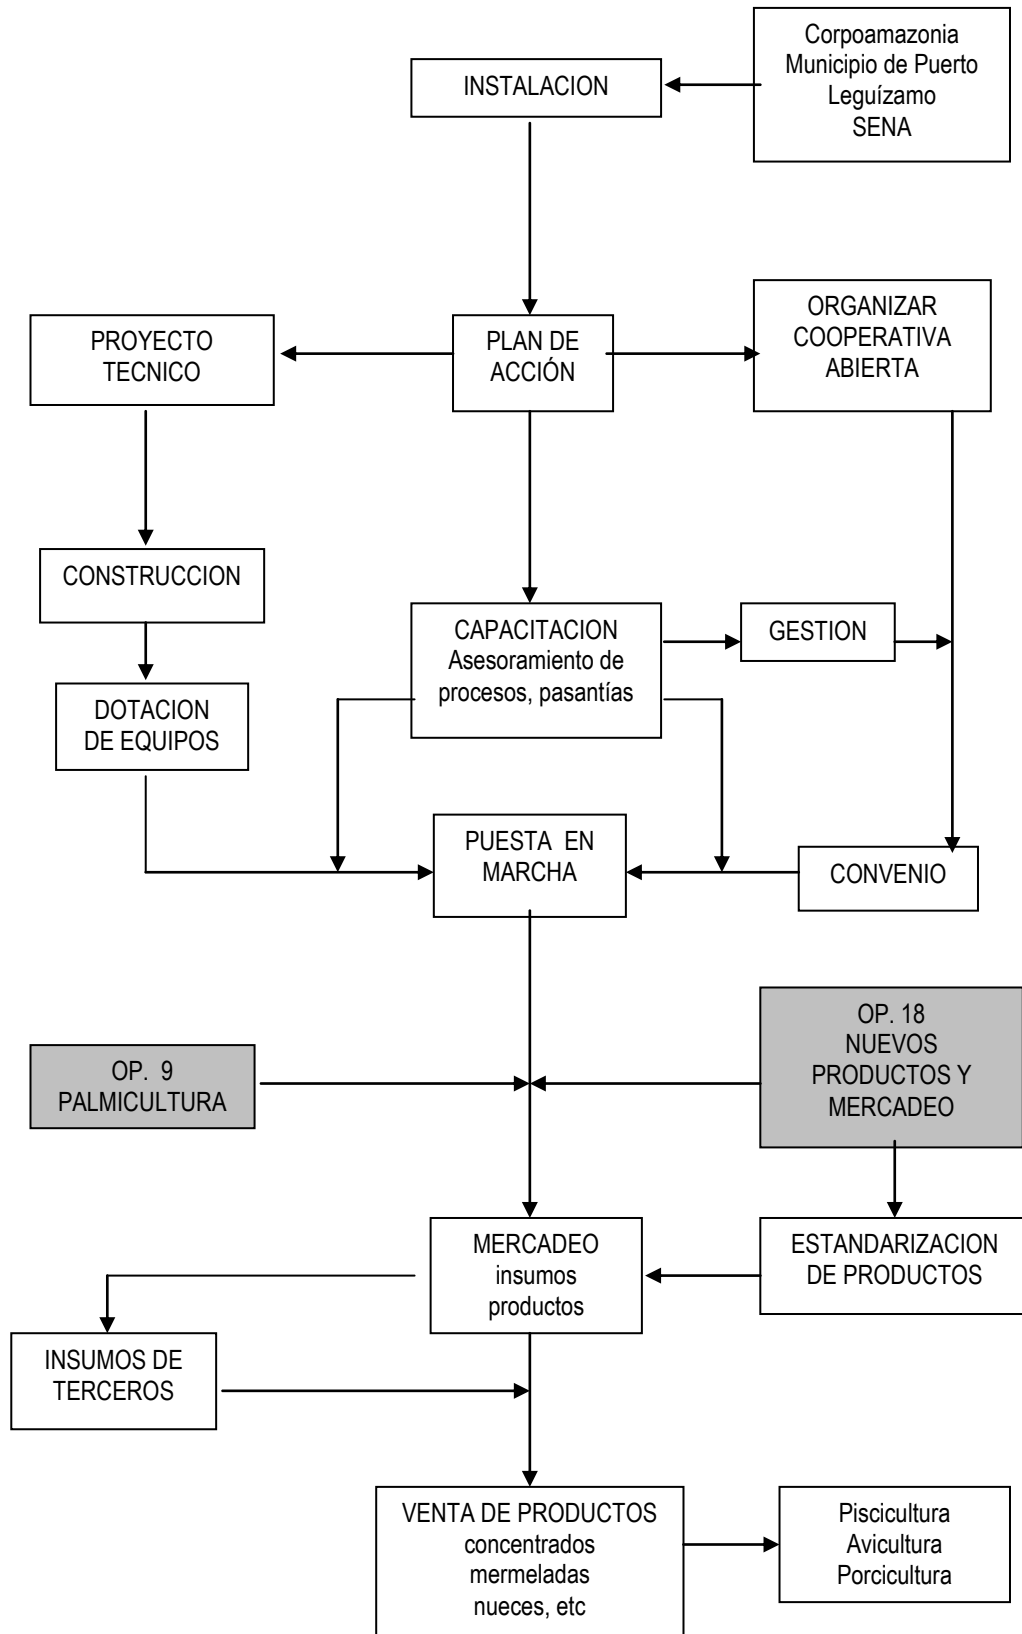 Corpoamazonia
Municipio de Puerto
Leguízamo
SENA
INSTALACION
PROYECTO
TECNICO
PLAN DE
ACCIÓN
ORGANIZAR
COOPERATIVA
ABIERTA
CONSTRUCCION
CAPACITACION
Asesoramiento de
procesos, pasantías
GESTION
DOTACION
DE EQUIPOS
PUESTA EN
MARCHA
CONVENIO
OP. 9
PALMICULTURA
OP. 18
NUEVOS
PRODUCTOS Y
MERCADEO
MERCADEO
insumos
productos
ESTANDARIZACION
DE PRODUCTOS
INSUMOS DE
TERCEROS
VENTA DE PRODUCTOS
concentrados
mermeladas
nueces, etc
Piscicultura
Avicultura
Porcicultura